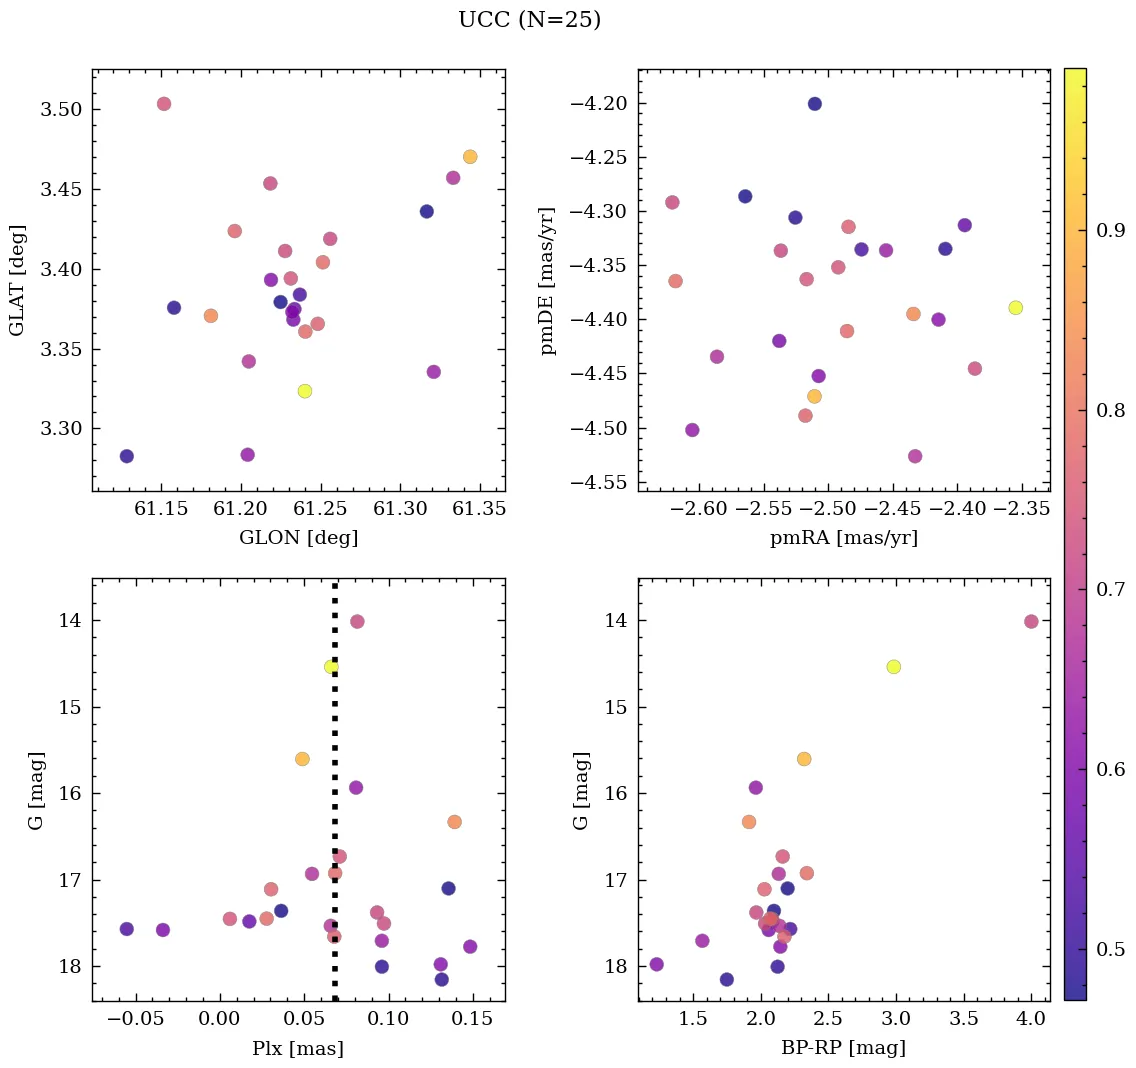 UCC (N=25)
3.50
3.45
3.40
3.35
3.30
GLAT [deg]
61.15 61.20 61.25 61.30 61.35
GLON [deg]
−4.20
−4.25
−4.30
−4.35
−4.40
−4.45
−4.50
−4.55
pmDE [mas/yr]
−2.60 −2.55 −2.50 −2.45 −2.40 −2.35
pmRA [mas/yr]
14
15
16
17
18
G [mag]
−0.05 0.00 0.05 0.10 0.15
Plx [mas]
14
15
16
17
18
G [mag]
1.5 2.0 2.5 3.0 3.5 4.0
BP-RP [mag]
0.9
0.8
0.7
0.6
0.5